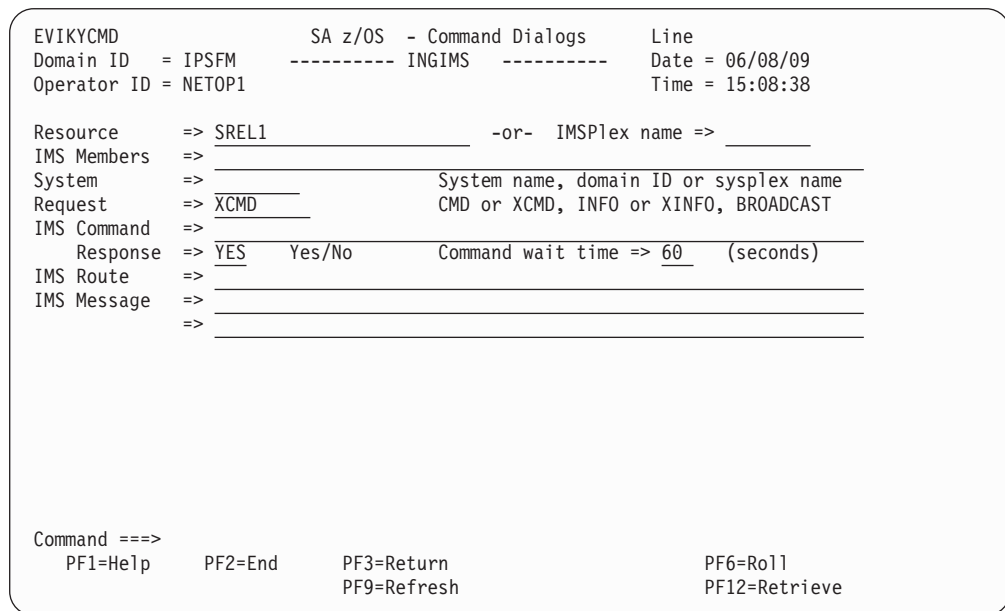 EVIKYCMD SA z/OS - Command Dialogs Line
Domain ID = IPSFM ---------- INGIMS ---------- Date = 06/08/09
Operator ID = NETOP1 Time = 15:08:38
Resource => SREL1 -or- IMSPlex name =>
IMS Members =>
System => System name, domain ID or sysplex name
Request => XCMD CMD or XCMD, INFO or XINFO, BROADCAST
IMS Command =>
Response => YES Yes/No Command wait time => 60 (seconds)
IMS Route =>
IMS Message =>
=>
Command ===>
PF1=Help PF2=End PF3=Return PF6=Roll
PF9=Refresh PF12=Retrieve